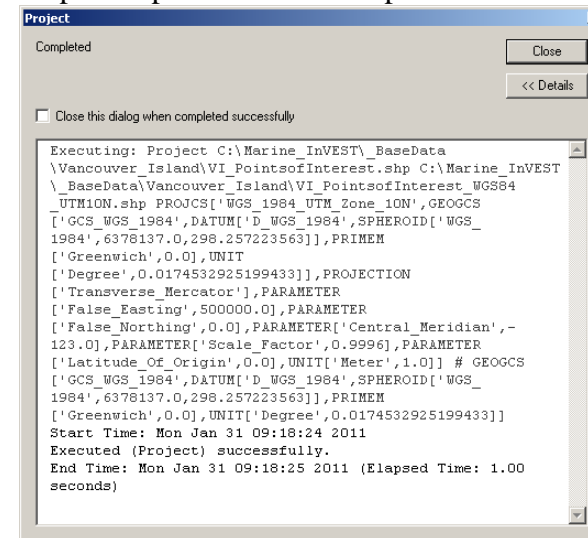 Project
Completed
Close
<< Details
Close this dialog when completed successfully
Executing: Project C:\Marine_InVEST\_BaseData
\Vancouver_Island\VI_PointsofInterest.shp C:\Marine_InVEST
\_BaseData\Vancouver_Island\VI_PointsofInterest_WGS84
_UTM10N.shp PROJCS['WGS_1984_UTM_Zone_10N',GEOGCS
['GCS_WGS_1984',DATUM['D_WGS_1984',SPHEROID['WGS_
1984',6378137.0,298.257223563]],PRIMEM
['Greenwich',0.0],UNIT
['Degree',0.0174532925199433]],PROJECTION
['Transverse_Mercator'],PARAMETER
['False_Easting',500000.0],PARAMETER
['False_Northing',0.0],PARAMETER['Central_Meridian',-
123.0],PARAMETER['Scale_Factor',0.9996],PARAMETER
['Latitude_Of_Origin',0.0],UNIT['Meter',1.0]] # GEOGCS
['GCS_WGS_1984',DATUM['D_WGS_1984',SPHEROID['WGS_
1984',6378137.0,298.257223563]],PRIMEM
['Greenwich',0.0],UNIT['Degree',0.0174532925199433]]
Start Time: Mon Jan 31 09:18:24 2011
Executed (Project) successfully.
End Time: Mon Jan 31 09:18:25 2011 (Elapsed Time: 1.00
seconds)